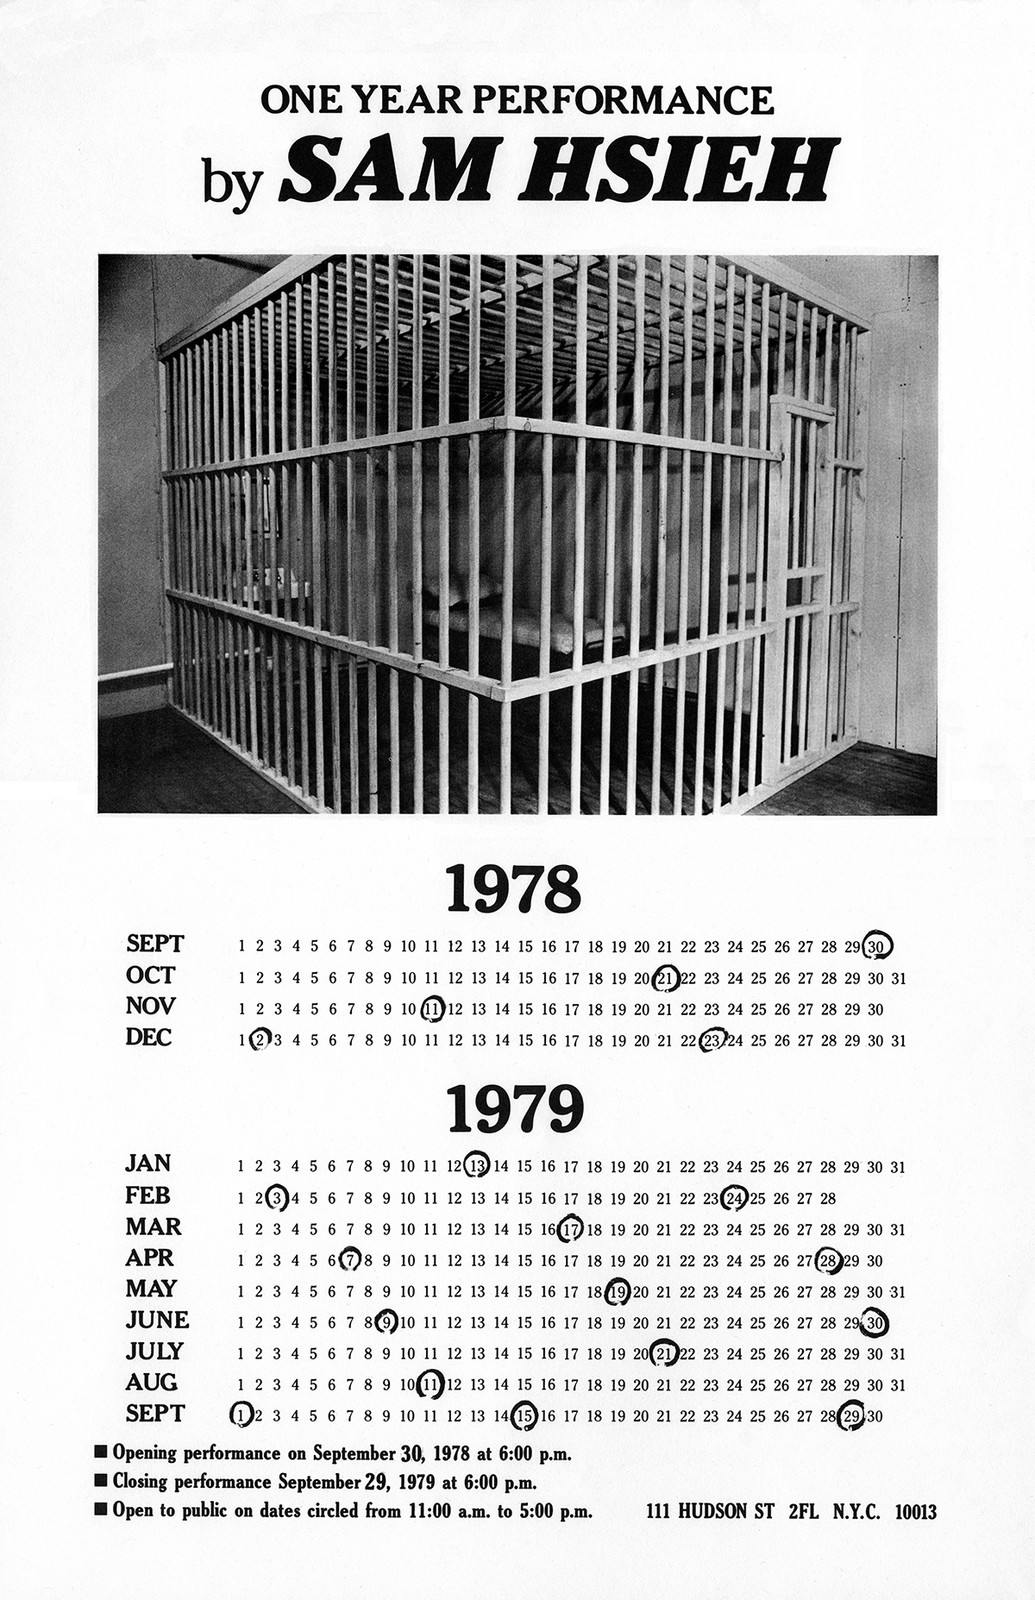 ONE YEAR PERFORMANCE
by SAM HSIEH
1978
SEPT 1 2 3 4 5 6 7 8 9 10 11 12 13 14 15 16 17 18 19 20 21 22 23 24 25 26 27 28 29 30
OCT 1 2 3 4 5 6 7 8 9 10 11 12 13 14 15 16 17 18 19 20 21 22 23 24 25 26 27 28 29 30 31
NOV 1 2 3 4 5 6 7 8 9 10 11 12 13 14 15 16 17 18 19 20 21 22 23 24 25 26 27 28 29 30
DEC 1 2 3 4 5 6 7 8 9 10 11 12 13 14 15 16 17 18 19 20 21 22 23 24 25 26 27 28 29 30 31
1979
JAN 1 2 3 4 5 6 7 8 9 10 11 12 13 14 15 16 17 18 19 20 21 22 23 24 25 26 27 28 29 30 31
FEB 1 2 3 4 5 6 7 8 9 10 11 12 13 14 15 16 17 18 19 20 21 22 23 24 25 26 27 28
MAR 1 2 3 4 5 6 7 8 9 10 11 12 13 14 15 16 17 18 19 20 21 22 23 24 25 26 27 28 29 30 31
APR 1 2 3 4 5 6 7 8 9 10 11 12 13 14 15 16 17 18 19 20 21 22 23 24 25 26 27 28 29 30
MAY 1 2 3 4 5 6 7 8 9 10 11 12 13 14 15 16 17 18 19 20 21 22 23 24 25 26 27 28 29 30 31
JUNE 1 2 3 4 5 6 7 8 9 10 11 12 13 14 15 16 17 18 19 20 21 22 23 24 25 26 27 28 29 30
JULY 1 2 3 4 5 6 7 8 9 10 11 12 13 14 15 16 17 18 19 20 21 22 23 24 25 26 27 28 29 30 31
AUG 1 2 3 4 5 6 7 8 9 10 11 12 13 14 15 16 17 18 19 20 21 22 23 24 25 26 27 28 29 30 31
SEPT 1 2 3 4 5 6 7 8 9 10 11 12 13 14 15 16 17 18 19 20 21 22 23 24 25 26 27 28 29 30
■ Opening performance on September 30, 1978 at 6:00 p.m.
■ Closing performance September 29, 1979 at 6:00 p.m.
■ Open to public on dates circled from 11:00 a.m. to 5:00 p.m. 111 HUDSON ST 2FL N.Y.C. 10013